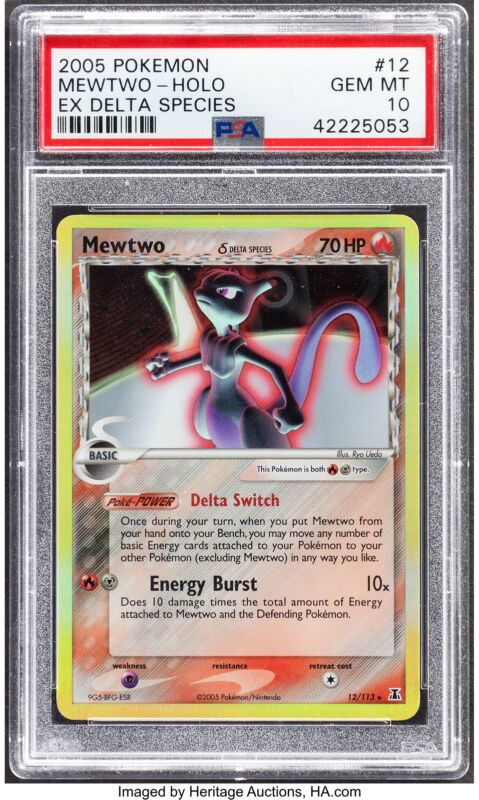 2005 POKEMON #12
MEWTWO - HOLO GEM MT
EX DELTA SPECIES 10
PSA 42225053
Mewtwo δ DELTA SPECIES 70 HP
Illus. Ryo Ueda
BASIC
This Pokémon is both type.
Poké-POWER Delta Switch
Once during your turn, when you put Mewtwo from
your hand onto your Bench, you may move any number of
basic Energy cards attached to your Pokémon to your
other Pokémon (excluding Mewtwo) in any way you like.
Energy Burst 10x
Does 10 damage times the total amount of Energy
attached to Mewtwo and the Defending Pokémon.
weakness resistance retreat cost
9G5-BFG-ESR ©2005 Pokémon/Nintendo 12/113 ★
Imaged by Heritage Auctions, HA.com